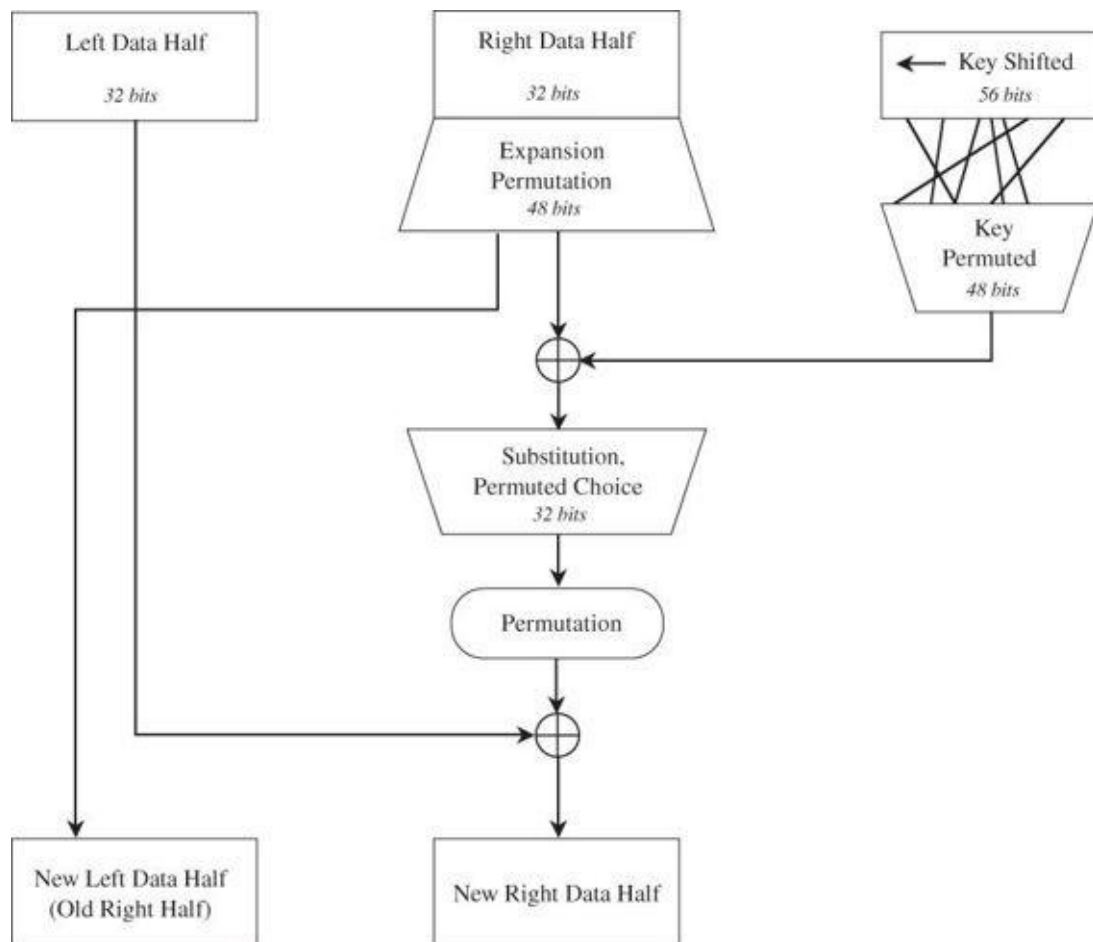 Left Data Half
32 bits
Right Data Half
32 bits
Key Shifted
56 bits
Expansion
Permutation
48 bits
Key
Permuted
48 bits
Substitution,
Permuted Choice
32 bits
Permutation
New Left Data Half
(Old Right Half)
New Right Data Half